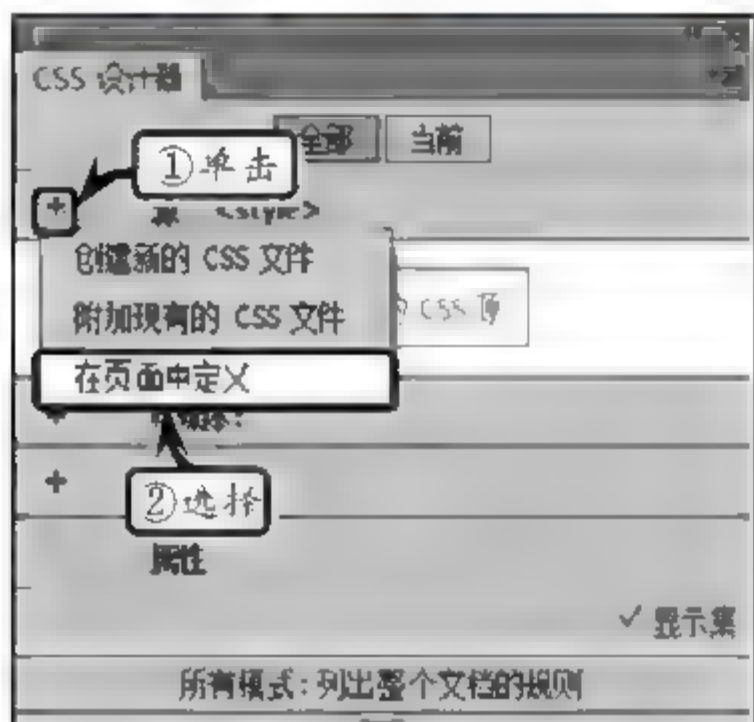 CSS 设计器
全部 当前
①单击
+ 源 <style>
创建新的 CSS 文件
附加现有的 CSS 文件
CSS
在页面中定义
+
②选择
属性
✓ 显示集
所有模式:列出整个文档的规则